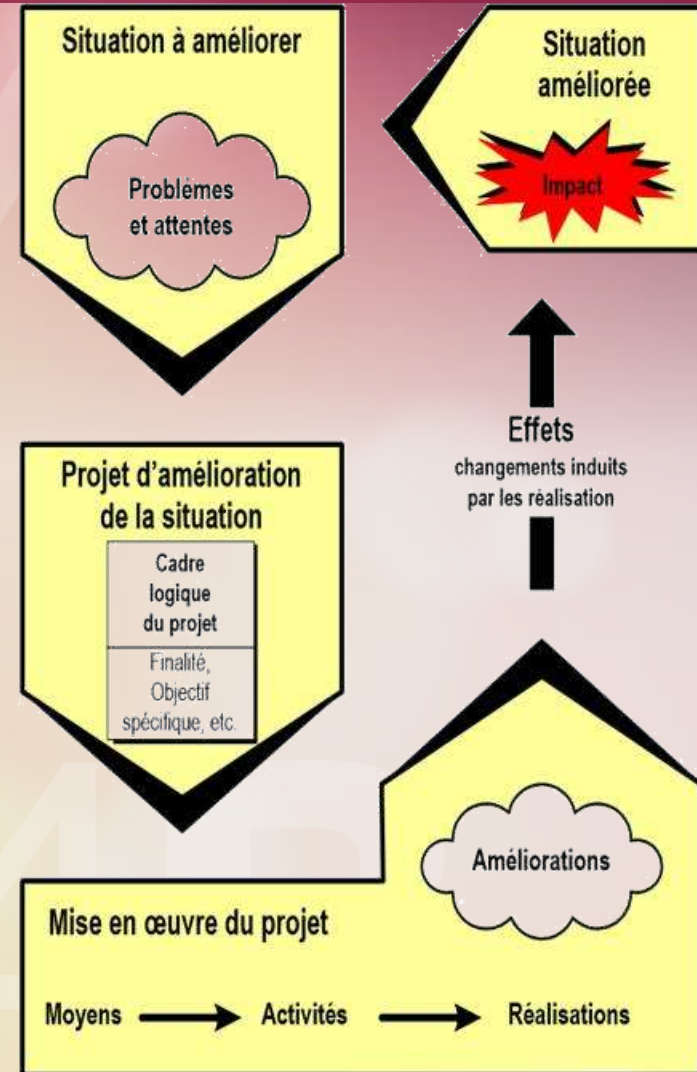 Situation à améliorer
Problèmes
et attentes
Projet d'amélioration
de la situation
Cadre
logique
du projet
Finalité,
Objectif
spécifique, etc.
Mise en œuvre du projet
Moyens
Activités
Réalisations
Améliorations
Effets
changements induits
par les réalisation
Situation
améliorée
Impact